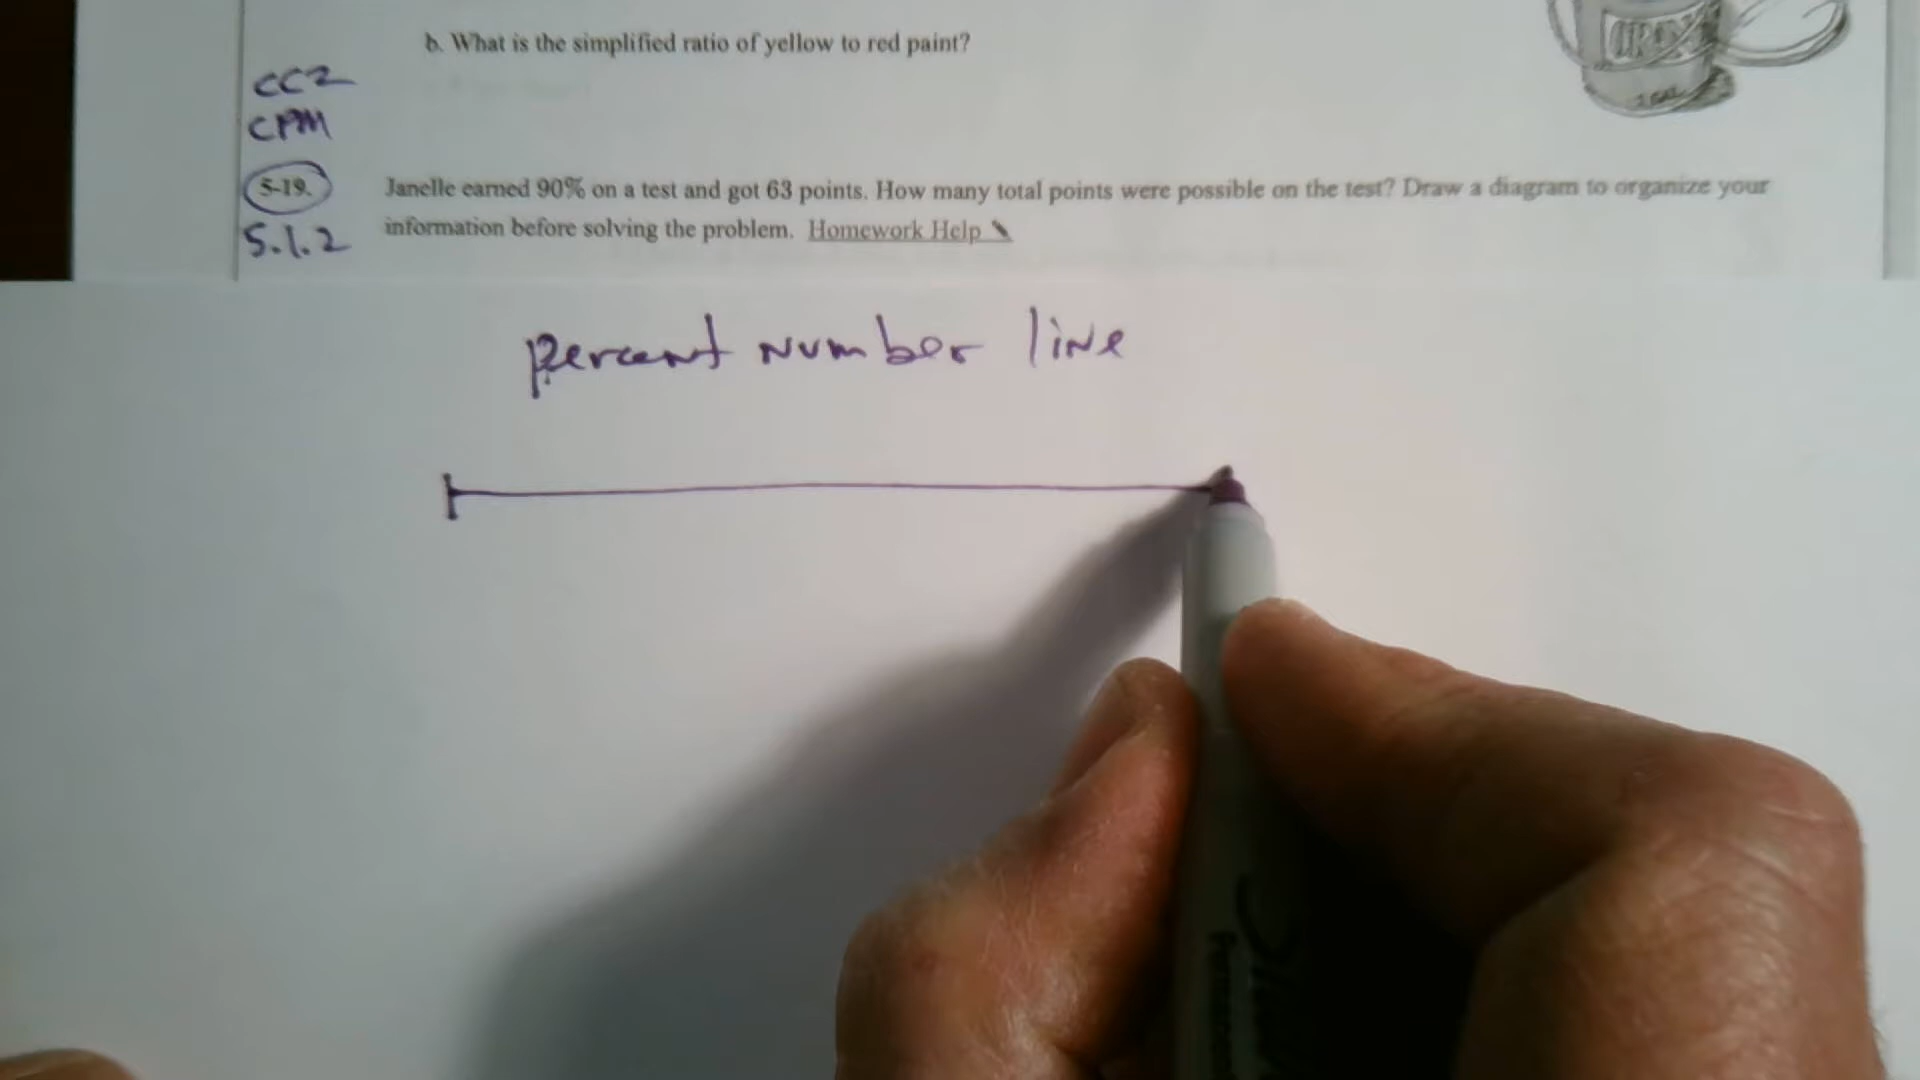 b. What is the simplified ratio of yellow to red paint?
CC2
CPM
5-19.
Janelle earned 90% on a test and got 63 points. How many total points were possible on the test? Draw a diagram to organize your
information before solving the problem. Homework Help
5.1.2
percent number line